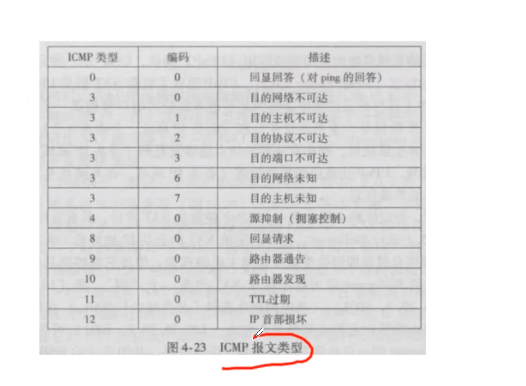 ICMP 类型 编码 描述
0 0 回显回答（对 ping 的回答）
3 0 目的网络不可达
3 1 目的主机不可达
3 2 目的协议不可达
3 3 目的端口不可达
3 6 目的网络未知
3 7 目的主机未知
4 0 源抑制（拥塞控制）
8 0 回显请求
9 0 路由器通告
10 0 路由器发现
11 0 TTL过期
12 0 IP 首部损坏
图 4-23 ICMP 报文类型